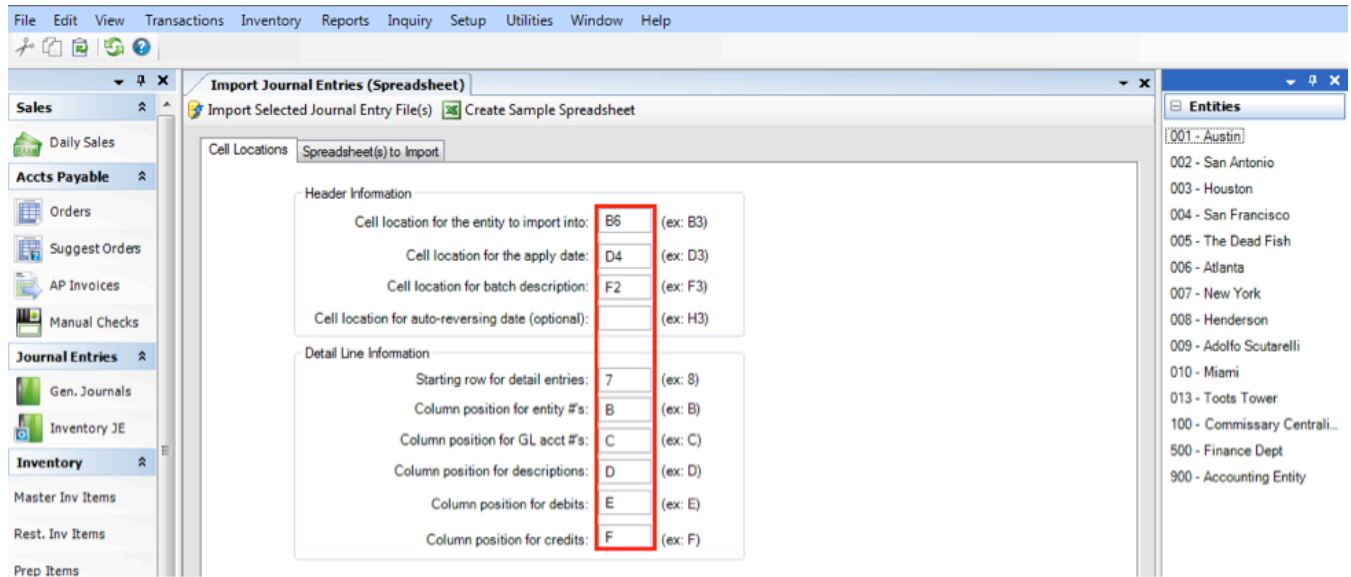 File Edit View Transactions Inventory Reports Inquiry Setup Utilities Window Help
Import Journal Entries (Spreadsheet)
Import Selected Journal Entry File(s) Create Sample Spreadsheet
Cell Locations Spreadsheet(s) to Import
Sales
Daily Sales
Accts Payable
Orders
Suggest Orders
AP Invoices
Manual Checks
Journal Entries
Gen. Journals
Inventory JE
Inventory
Master Inv Items
Rest. Inv Items
Prep Items
Header Information
Cell location for the entity to import into: B6 (ex: B3)
Cell location for the apply date: D4 (ex: D3)
Cell location for batch description: F2 (ex: F3)
Cell location for auto-reversing date (optional): (ex: H3)
Detail Line Information
Starting row for detail entries: 7 (ex: 8)
Column position for entity #'s: B (ex: B)
Column position for GL acct #'s: C (ex: C)
Column position for descriptions: D (ex: D)
Column position for debits: E (ex: E)
Column position for credits: F (ex: F)
Entities
001 - Austin
002 - San Antonio
003 - Houston
004 - San Francisco
005 - The Dead Fish
006 - Atlanta
007 - New York
008 - Henderson
009 - Adolfo Scutarelli
010 - Miami
013 - Toots Tower
100 - Commissary Centrali...
500 - Finance Dept
900 - Accounting Entity